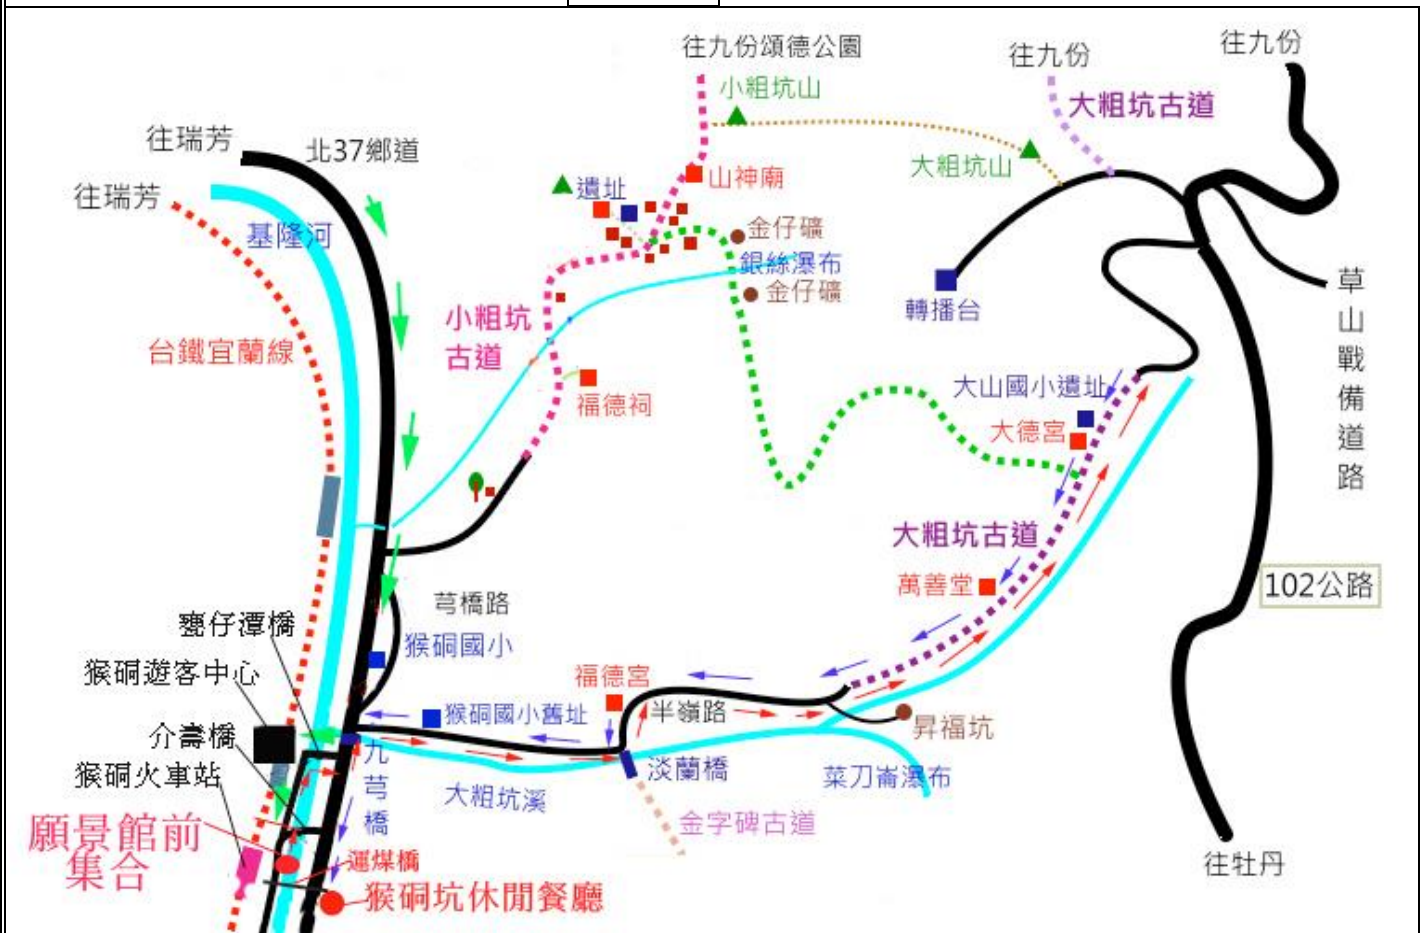 往九份頌德公園
往九份
往九份
小粗坑山
大粗坑古道
往瑞芳
北37鄉道
大粗坑山
山神廟
遺址
往瑞芳
基隆河
金仔礦
銀絲瀑布
金仔礦
草山戰備道路
轉播台
小粗坑
古道
台鐵宜蘭線
大山國小遺址
福德祠
大德宮
大粗坑古道
萬善堂
102公路
芎橋路
甕仔潭橋
猴硐國小
猴硐遊客中心
福德宮
猴硐國小舊址
半嶺路
昇福坑
介壽橋
九芎橋
淡蘭橋
猴硐火車站
菜刀崙瀑布
大粗坑溪
金字碑古道
願景館前
集合
運煤橋
往牡丹
猴硐坑休閒餐廳